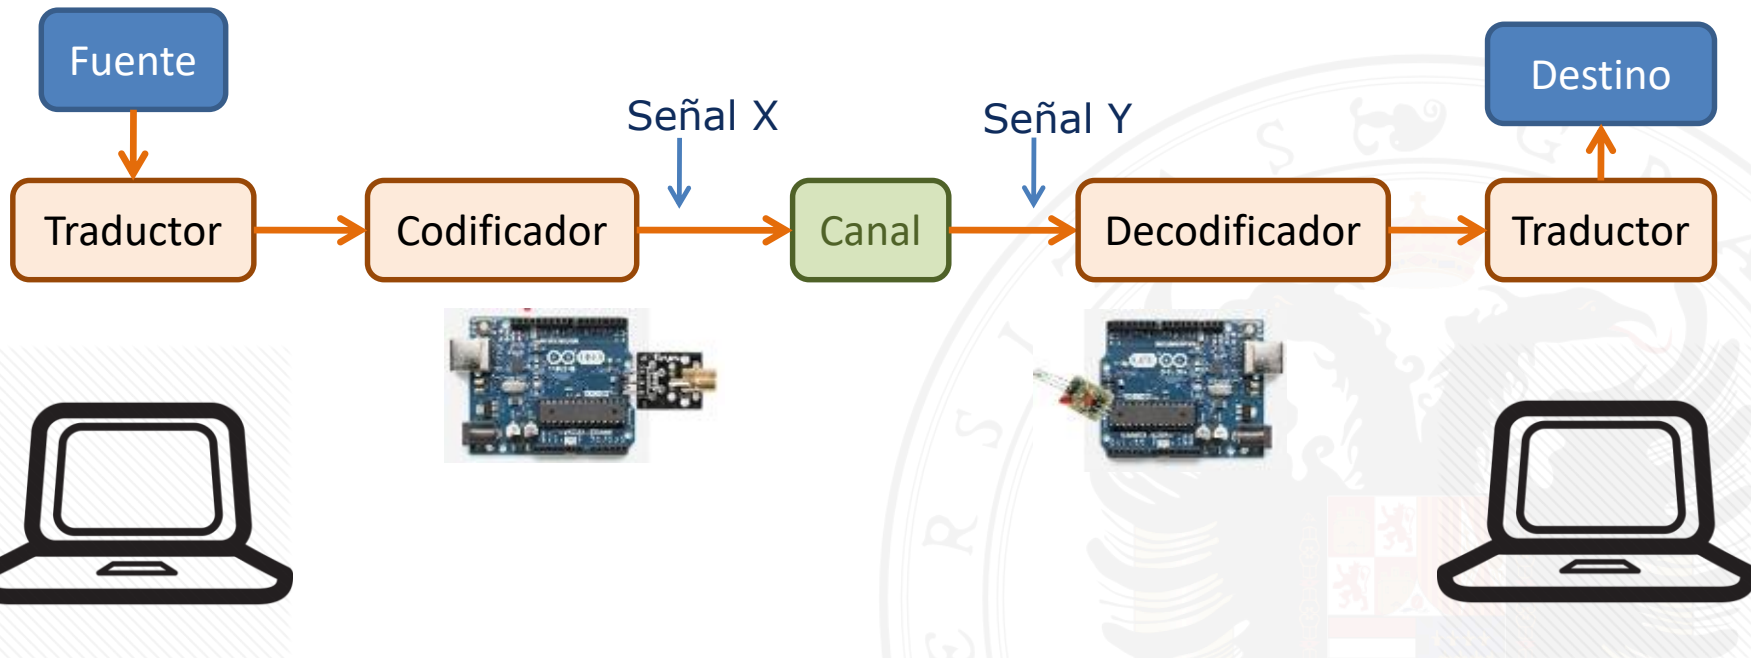 Fuente
Destino
Señal X
Señal Y
Traductor
Codificador
Canal
Decodificador
Traductor